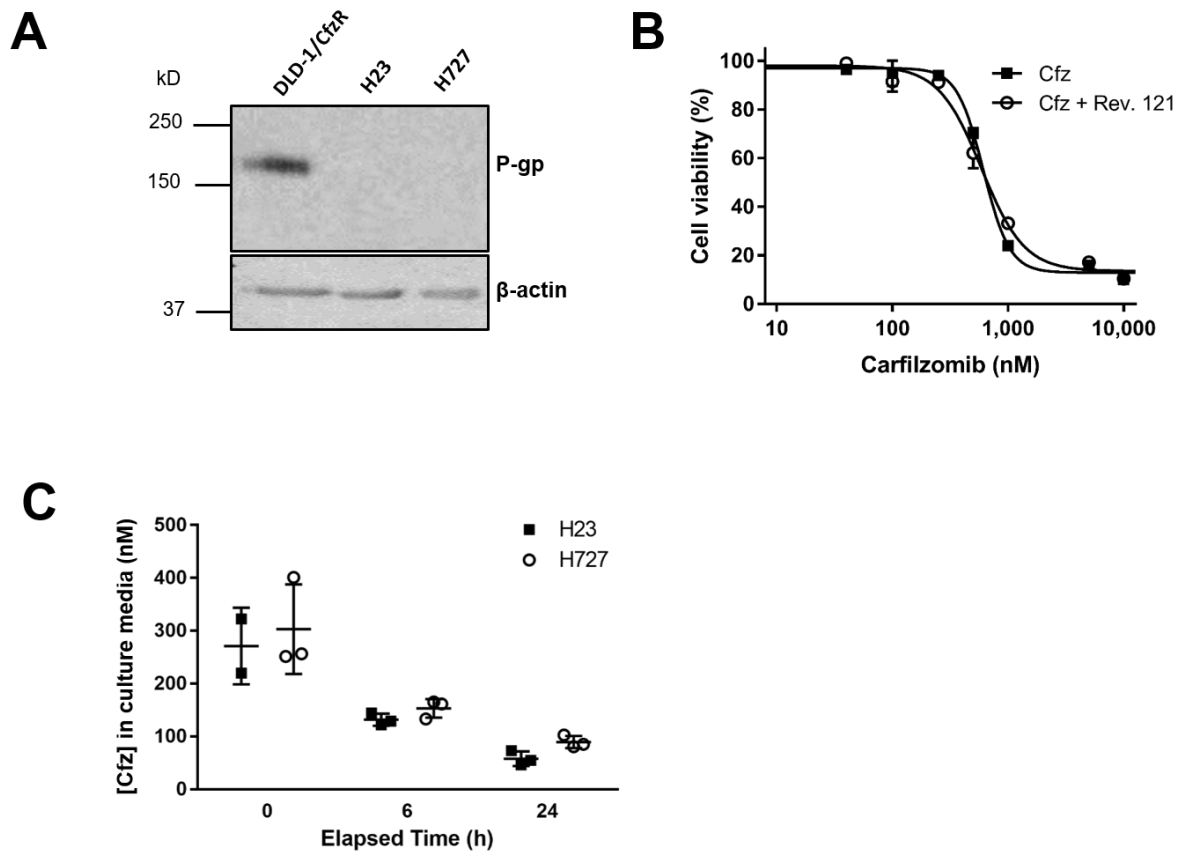 A
DLD-1/CfzR
H23
H727
kD
250
150
37
P-gp
β-actin
B
Cell viability (%)
100
80
60
40
20
0
10
100
1,000
10,000
Carfilzomib (nM)
Cfz
Cfz + Rev. 121
C
[Cfz] in culture media (nM)
500
400
300
200
100
0
0
6
24
Elapsed Time (h)
H23
H727